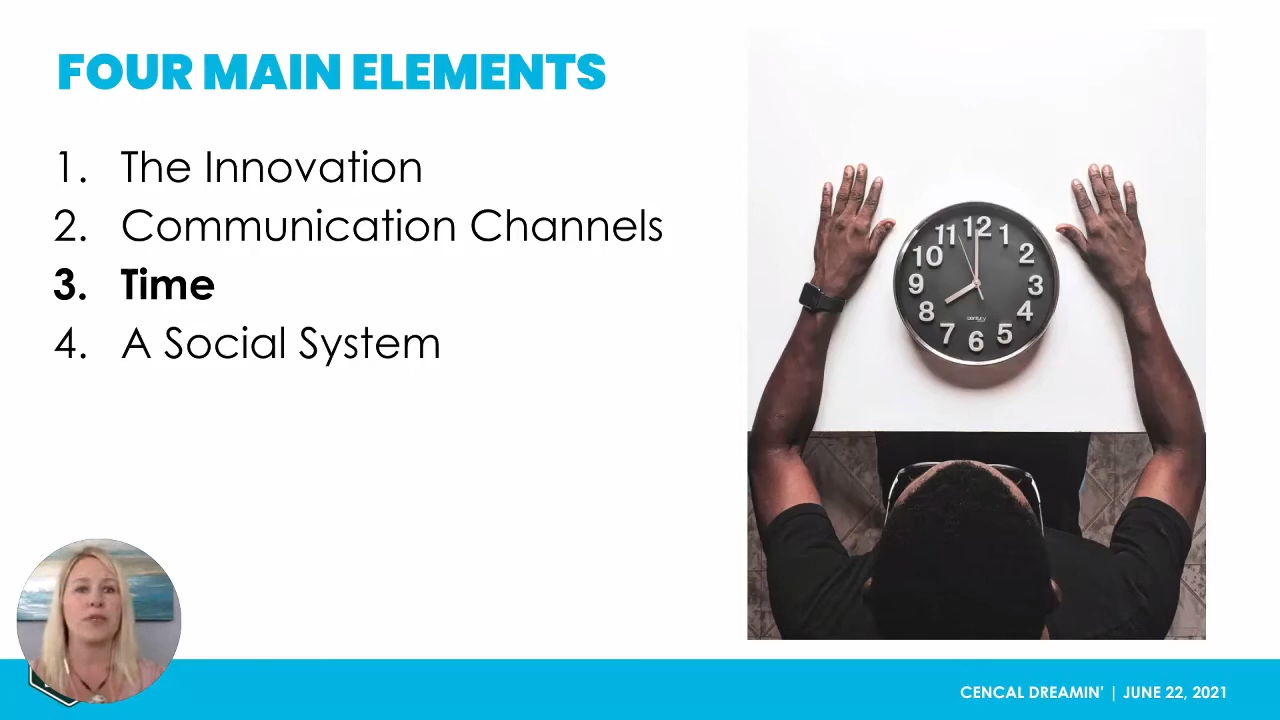 FOUR MAIN ELEMENTS
1. The Innovation
2. Communication Channels
3. Time
4. A Social System
12
11 1
10 2
9 3
8 4
7 5
6
century
CENCAL DREAMIN' | JUNE 22, 2021